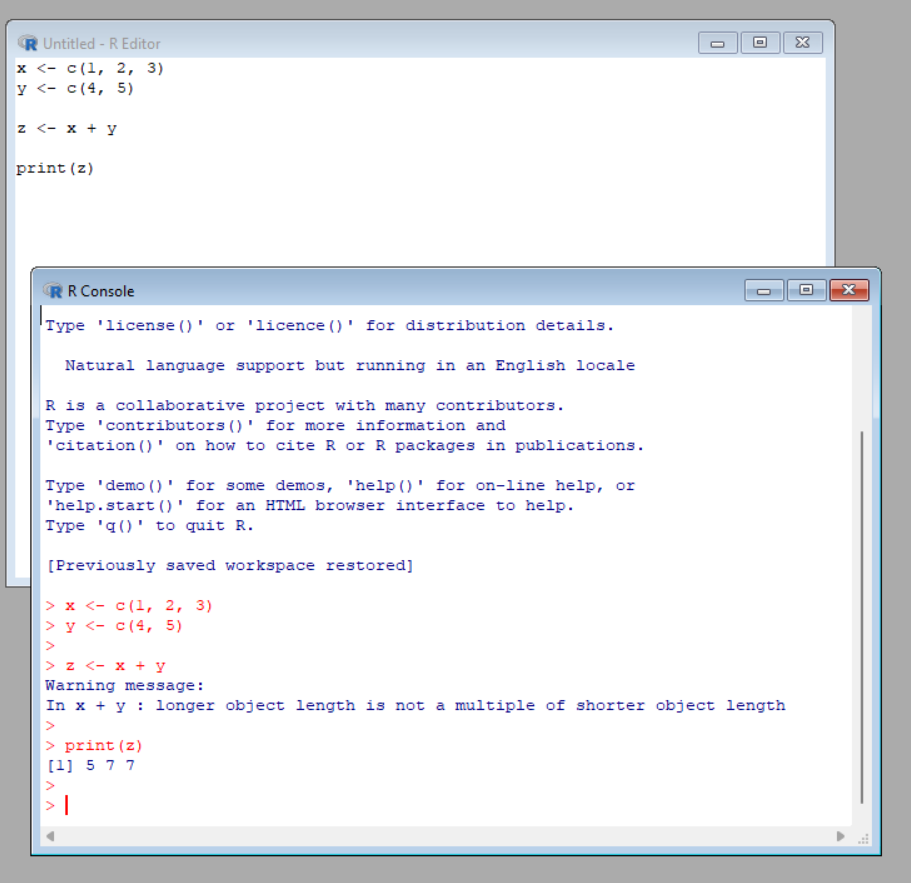 Untitled - R Editor
x <- c(1, 2, 3)
y <- c(4, 5)
z <- x + y
print(z)
R Console
Type 'license()' or 'licence()' for distribution details.
Natural language support but running in an English locale
R is a collaborative project with many contributors.
Type 'contributors()' for more information and
'citation()' on how to cite R or R packages in publications.
Type 'demo()' for some demos, 'help()' for on-line help, or
'help.start()' for an HTML browser interface to help.
Type 'q()' to quit R.
[Previously saved workspace restored]
> x <- c(1, 2, 3)
> y <- c(4, 5)
>
> z <- x + y
Warning message:
In x + y : longer object length is not a multiple of shorter object length
>
> print(z)
[1] 5 7 7
>
>